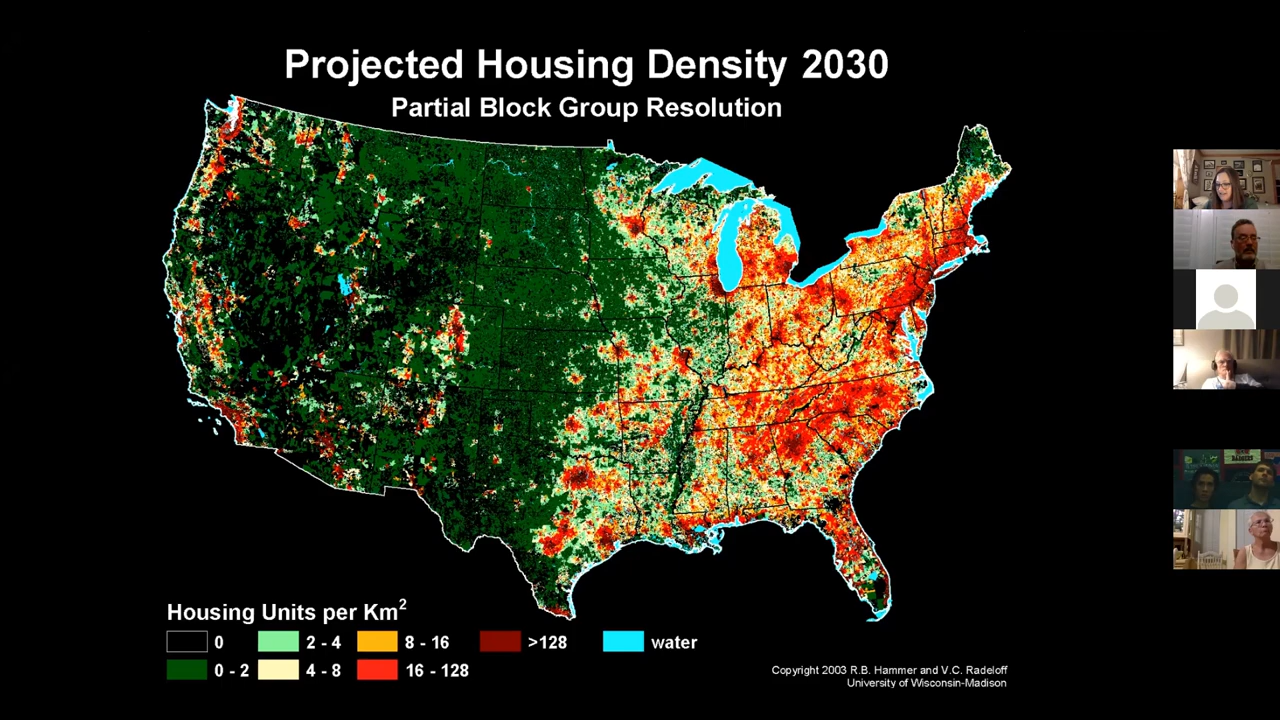 Projected Housing Density 2030
Partial Block Group Resolution
Housing Units per Km²
0
2 - 4
8 - 16
>128
water
0 - 2
4 - 8
16 - 128
Copyright 2003 R.B. Hammer and V.C. Radeloff
University of Wisconsin-Madison